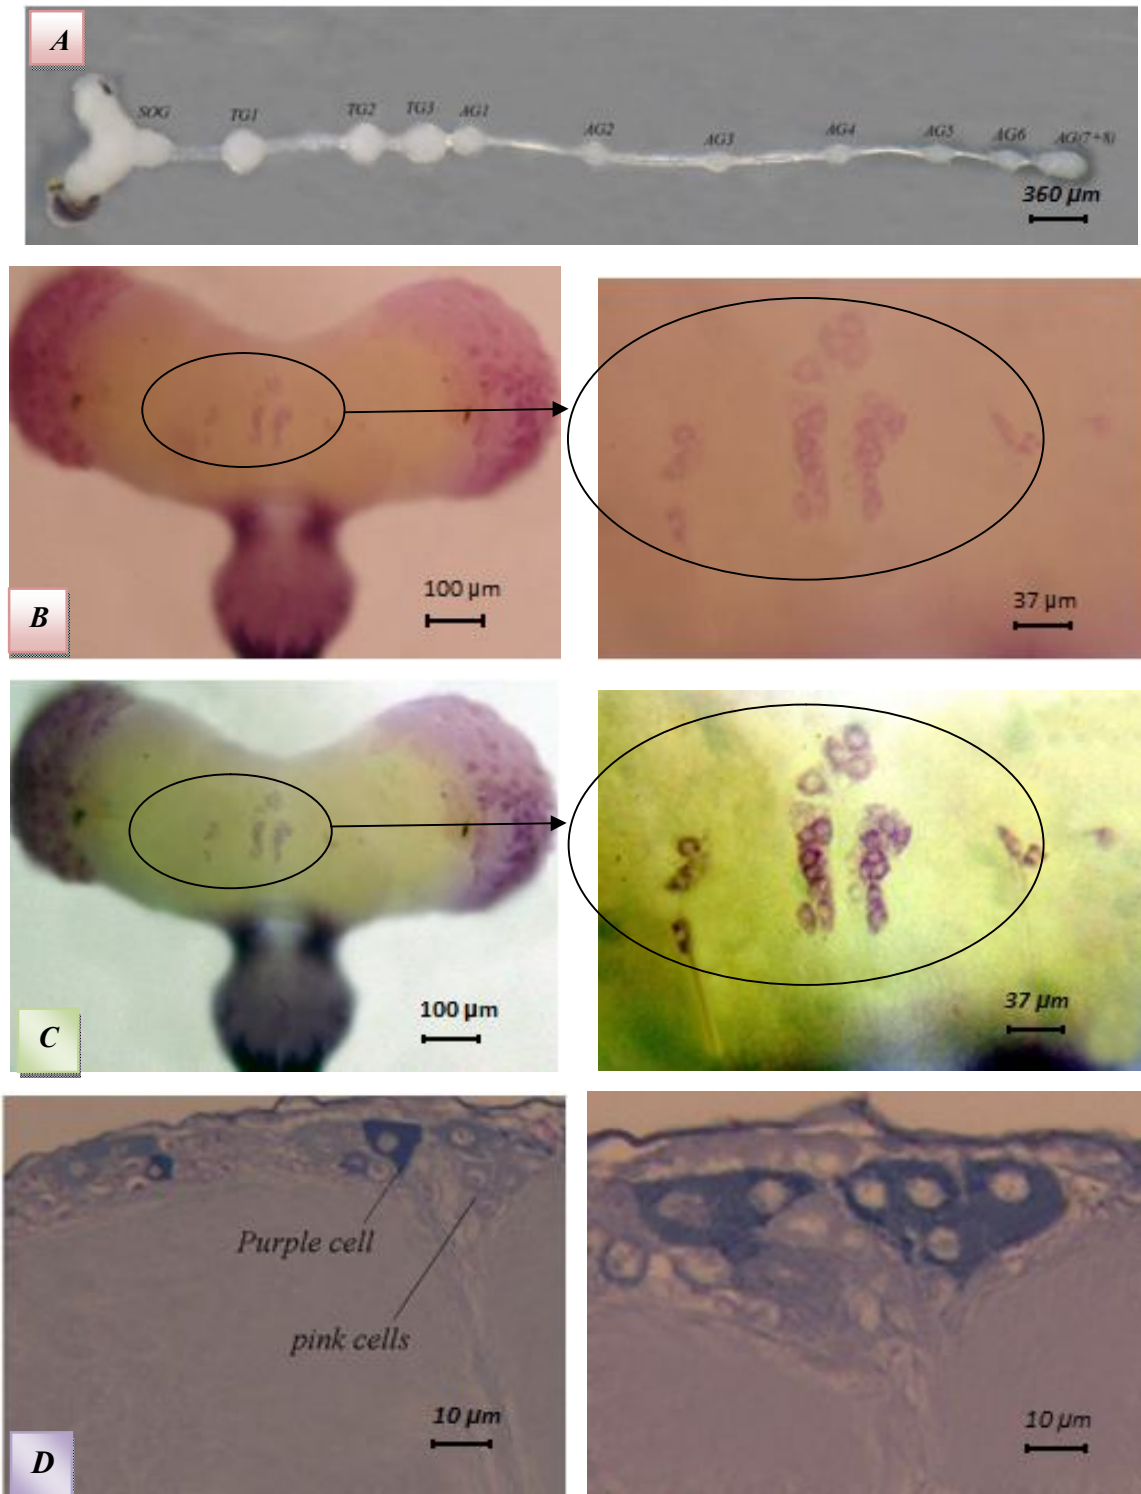 A
SOG
TG1
TG2
TG3
AG1
AG2
AG3
AG4
AG5
AG6
AG(7+8)
360 µm
B
100 µm
37 µm
C
100 µm
37 µm
D
Purple cell
pink cells
10 µm
10 µm